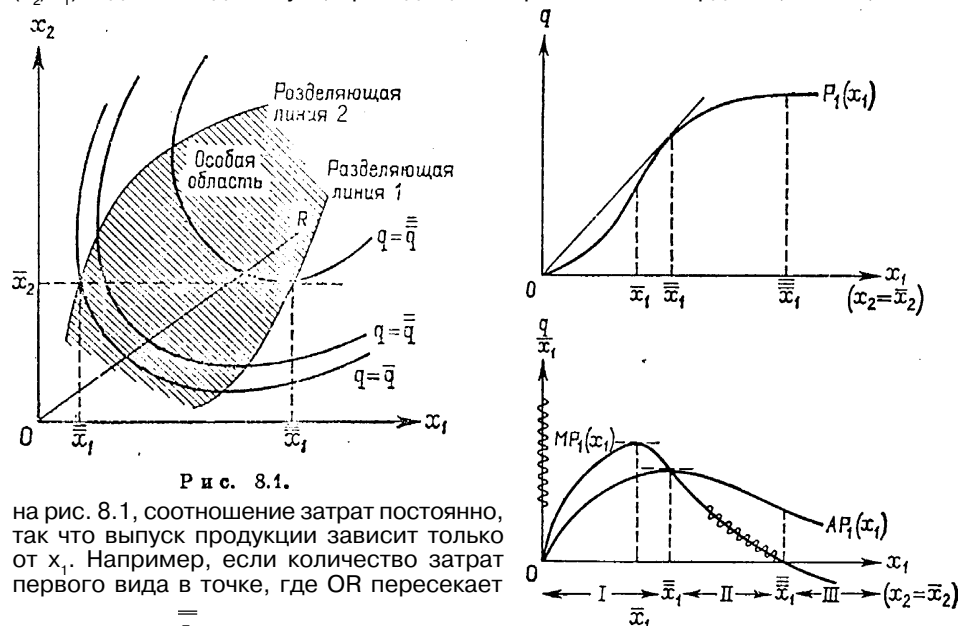 x₂
Разделяющая
линия 2
Особая
область
Разделяющая
линия 1
R
q=q̿̄
x̄₂
q=q̿
q=q̄
0
x̿₁
x̿̄₁
x₁
Рис. 8.1.
на рис. 8.1, соотношение затрат постоянно,
так что выпуск продукции зависит только
от x₁. Например, если количество затрат
первого вида в точке, где OR пересекает
q
P₁(x₁)
0
x̄₁
x̿₁
x̿̄₁
x₁
(x₂=x̄₂)
q/x₁
MP₁(x₁)
AP₁(x₁)
0
x₁
I
x̿₁
II
x̿̄₁
III
(x₂=x̄₂)
x̄₁